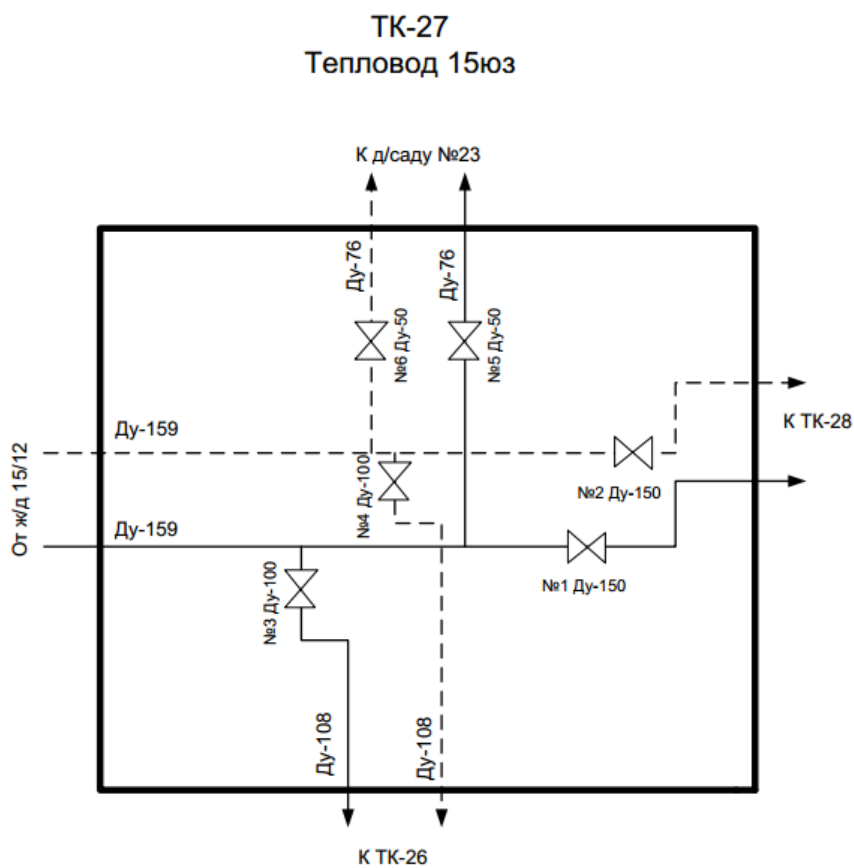 ТК-27
Тепловод 15юз
К д/саду №23
Ду-76
Ду-76
№6 Ду-50
№5 Ду-50
Ду-159
К ТК-28
От ж/д 15/12
№4 Ду-100
№2 Ду-150
Ду-159
№3 Ду-100
№1 Ду-150
Ду-108
Ду-108
К ТК-26